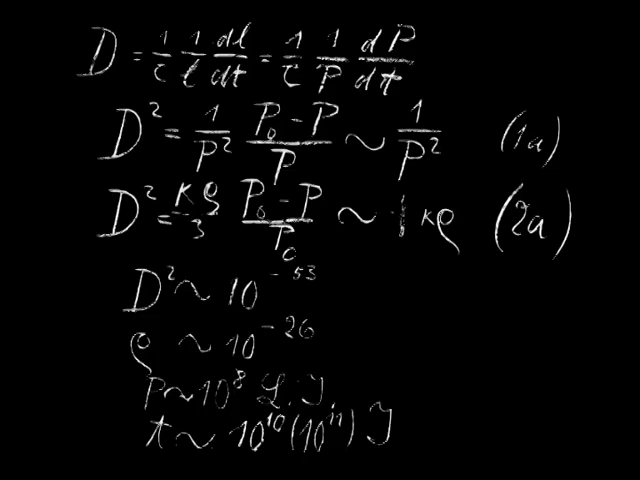 D = 1/c 1/l dl/dt = 1/c 1/P dP/dt
D² = 1/P² (P₀ - P)/P ~ 1/P² (1a)
D² = κρ/3 (P₀ - P)/P₀ ~ κρ (2a)
D² ~ 10⁻⁵³
ρ ~ 10⁻²⁶
P ~ 10⁸ L. J.
t ~ 10¹⁰ (10¹¹) J